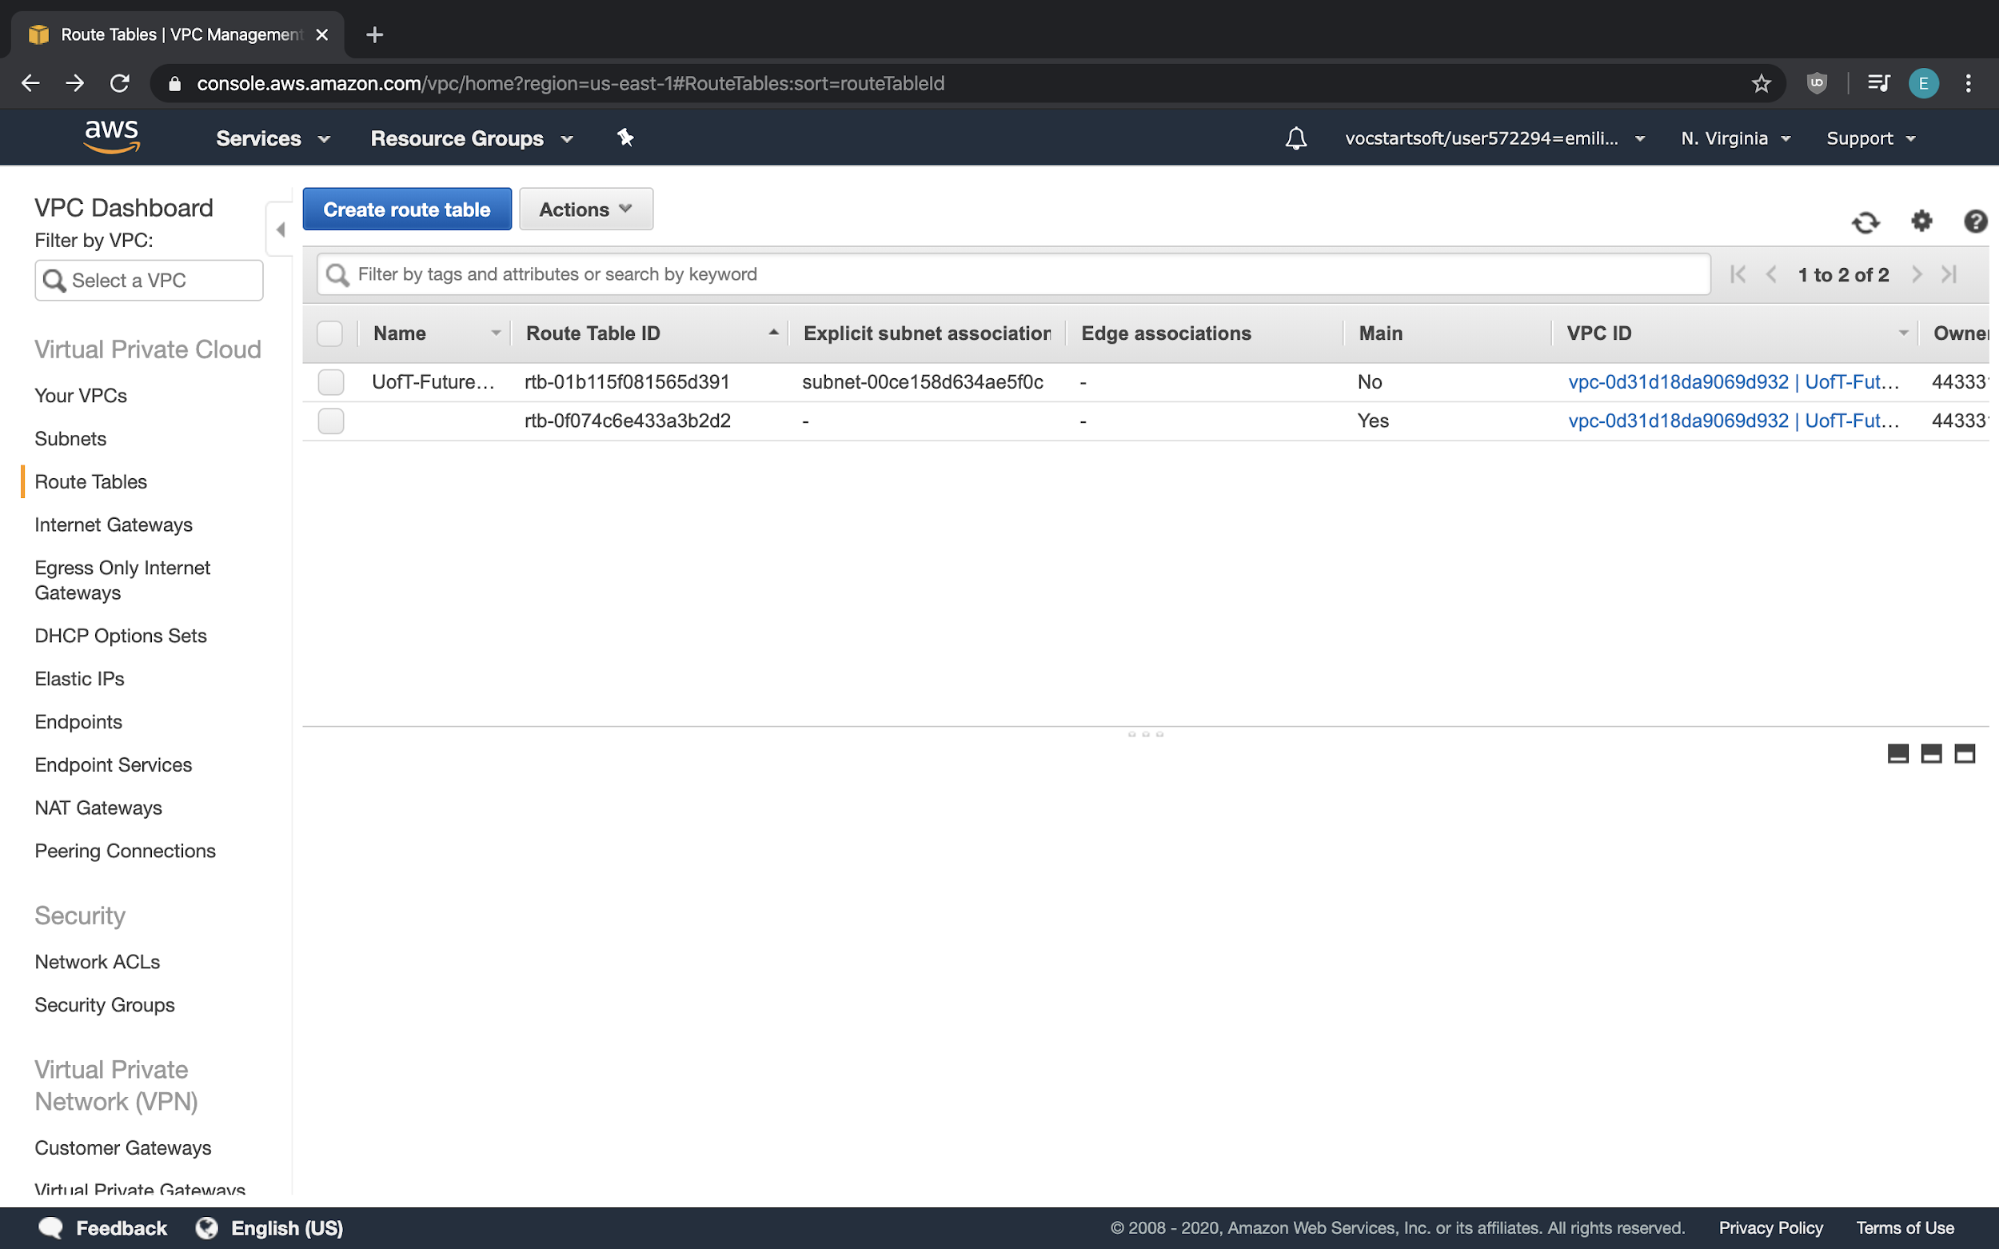 Route Tables | VPC Management
console.aws.amazon.com/vpc/home?region=us-east-1#RouteTables:sort=routeTableId
E
aws
Services
Resource Groups
vocstartsoft/user572294=emili...
N. Virginia
Support
VPC Dashboard
Filter by VPC:
Select a VPC
Virtual Private Cloud
Your VPCs
Subnets
Route Tables
Internet Gateways
Egress Only Internet
Gateways
DHCP Options Sets
Elastic IPs
Endpoints
Endpoint Services
NAT Gateways
Peering Connections
Security
Network ACLs
Security Groups
Virtual Private
Network (VPN)
Customer Gateways
Virtual Private Gateways
Create route table
Actions
Filter by tags and attributes or search by keyword
1 to 2 of 2
Name Route Table ID Explicit subnet association Edge associations Main VPC ID Owner
UofT-Future... rtb-01b115f081565d391 subnet-00ce158d634ae5f0c - No vpc-0d31d18da9069d932 | UofT-Fut... 44333
rtb-0f074c6e433a3b2d2 - - Yes vpc-0d31d18da9069d932 | UofT-Fut... 44333
Feedback
English (US)
© 2008 - 2020, Amazon Web Services, Inc. or its affiliates. All rights reserved.
Privacy Policy
Terms of Use